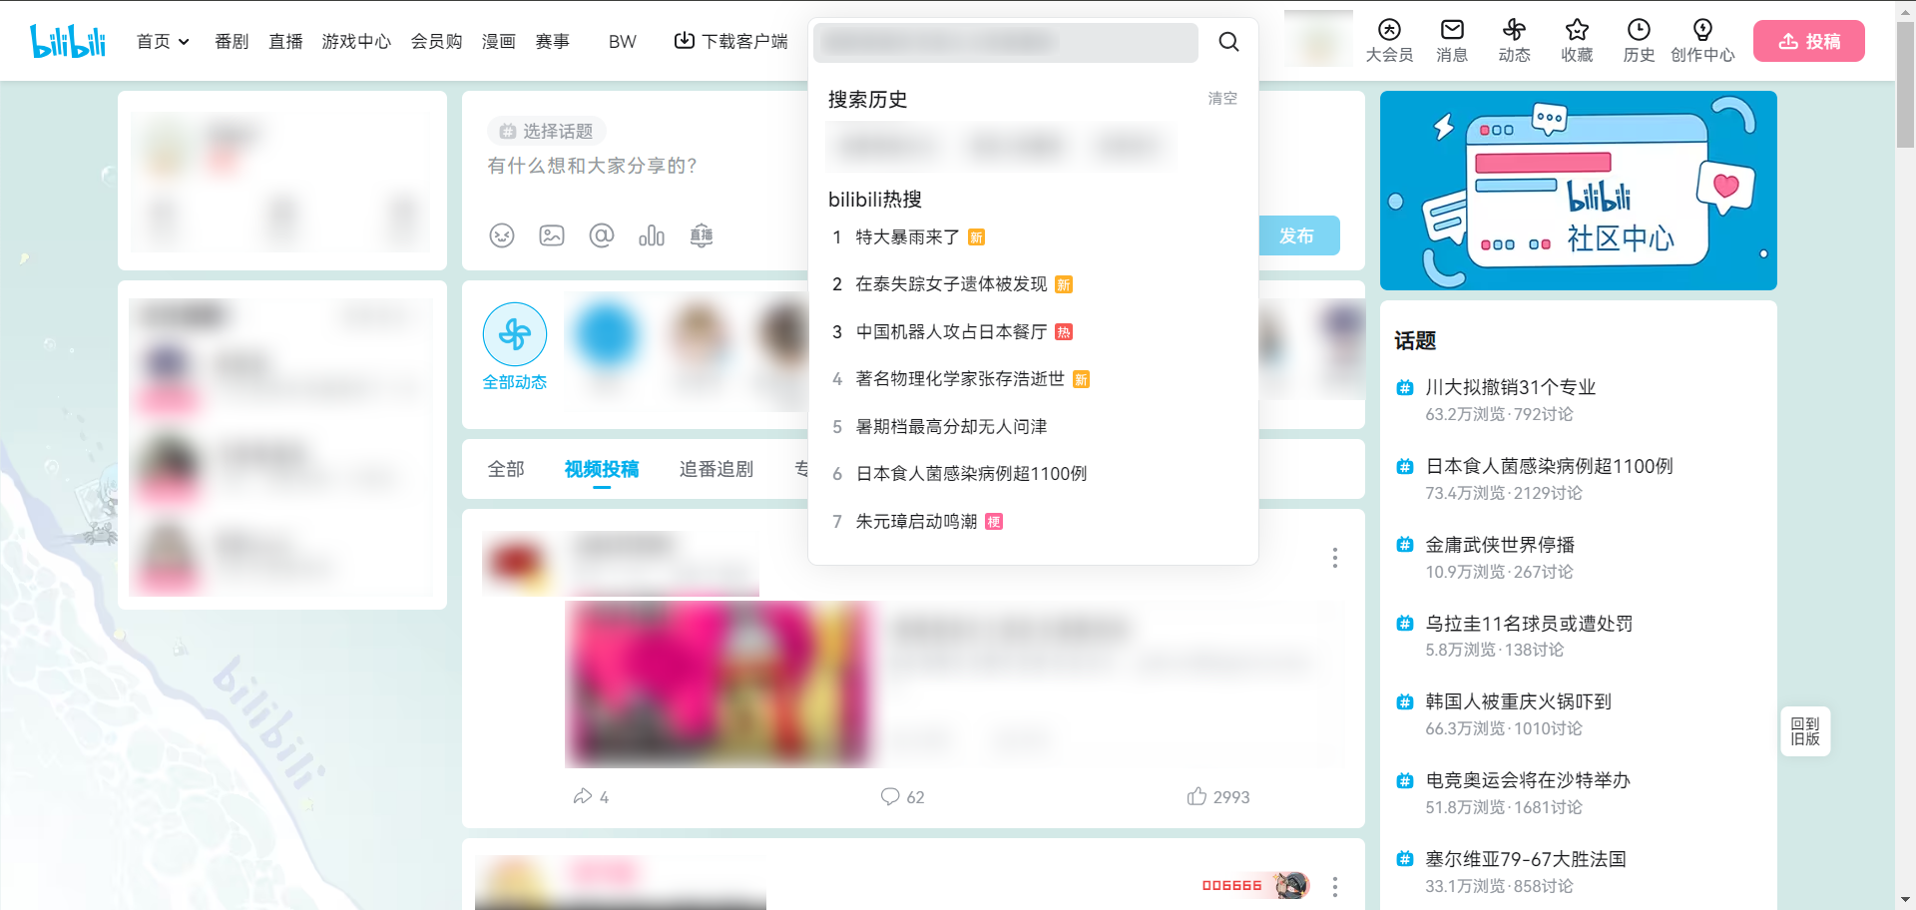 bilibili
首页
番剧
直播
游戏中心
会员购
漫画
赛事
BW
下载客户端
大会员
消息
动态
收藏
历史
创作中心
投稿
选择话题
有什么想和大家分享的?
直播
发布
搜索历史
清空
bilibili热搜
1 特大暴雨来了 新
2 在泰失踪女子遗体被发现 新
3 中国机器人攻占日本餐厅 热
4 著名物理化学家张存浩逝世 新
5 暑期档最高分却无人问津
6 日本食人菌感染病例超1100例
7 朱元璋启动鸣潮 梗
全部动态
全部
视频投稿
追番追剧
专
4
62
2993
006666
bilibili
社区中心
话题
川大拟撤销31个专业
63.2万浏览·792讨论
日本食人菌感染病例超1100例
73.4万浏览·2129讨论
金庸武侠世界停播
10.9万浏览·267讨论
乌拉圭11名球员或遭处罚
5.8万浏览·138讨论
韩国人被重庆火锅吓到
66.3万浏览·1010讨论
电竞奥运会将在沙特举办
51.8万浏览·1681讨论
塞尔维亚79-67大胜法国
33.1万浏览·858讨论
回到
旧版
bilibili